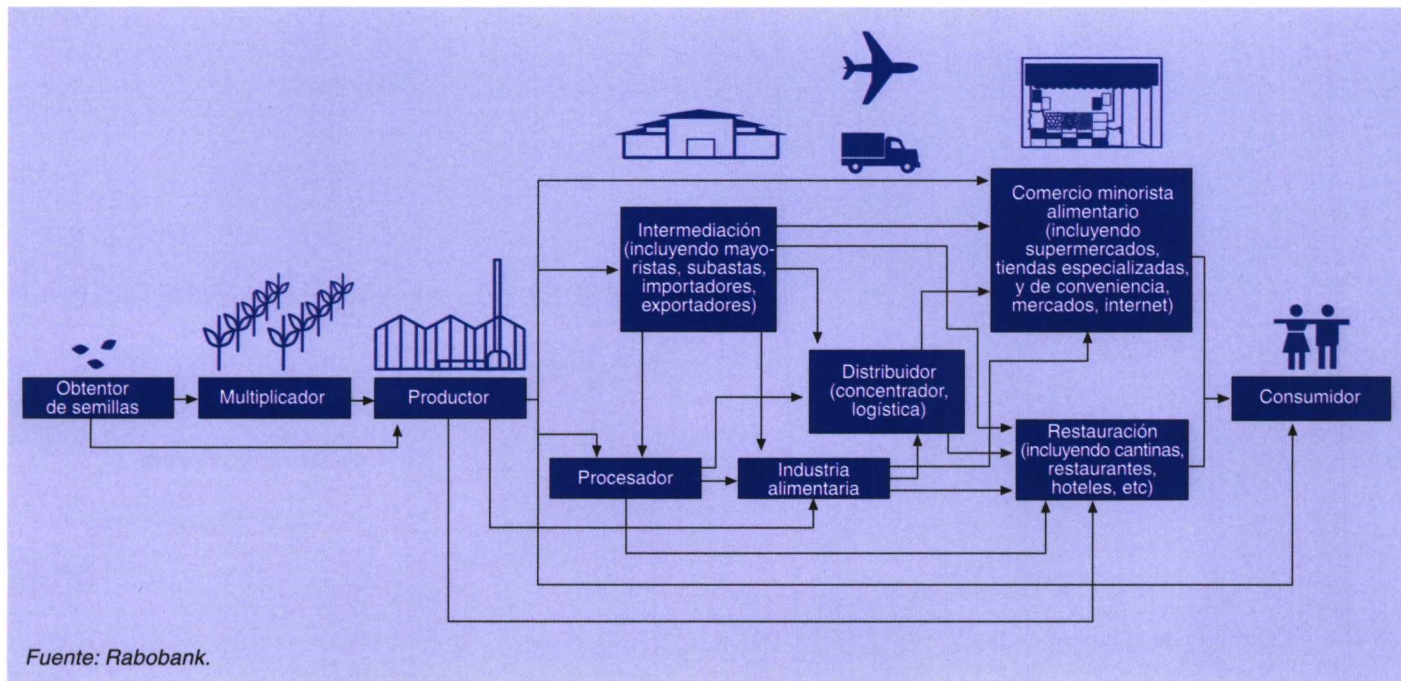 Obtentor
de semillas
Multiplicador
Productor
Intermediación
(incluyendo mayo-
ristas, subastas,
importadores,
exportadores)
Procesador
Distribuidor
(concentrador,
logística)
Industria
alimentaria
Comercio minorista
alimentario
(incluyendo
supermercados,
tiendas especializadas,
y de conveniencia,
mercados, internet)
Restauración
(incluyendo cantinas,
restaurantes,
hoteles, etc)
Consumidor
Fuente: Rabobank.